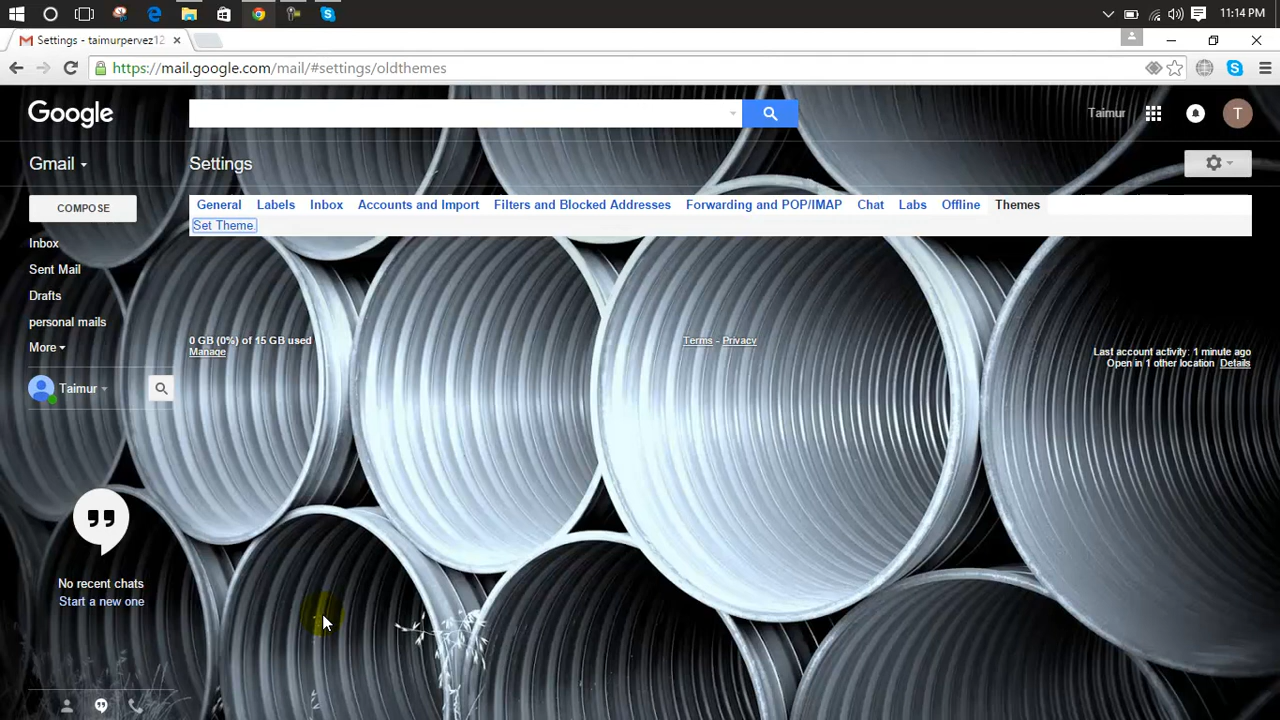 11:14 PM
Settings - taimurpervez12
https://mail.google.com/mail/#settings/oldthemes
Google
Taimur
T
Gmail
Settings
COMPOSE
General Labels Inbox Accounts and Import Filters and Blocked Addresses Forwarding and POP/IMAP Chat Labs Offline Themes
Set Theme.
Inbox
Sent Mail
Drafts
personal mails
More
0 GB (0%) of 15 GB used
Manage
Terms - Privacy
Last account activity: 1 minute ago
Open in 1 other location Details
Taimur
No recent chats
Start a new one